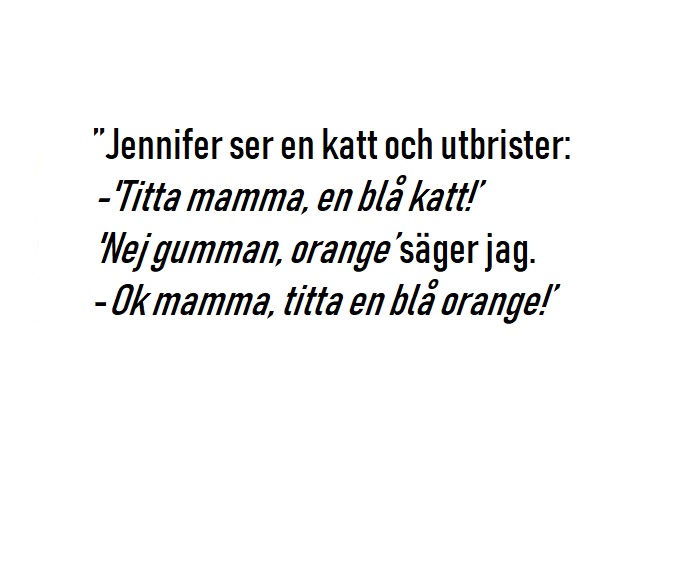 ”Jennifer ser en katt och utbrister:
-'Titta mamma, en blå katt!’
'Nej gumman, orange’ säger jag.
- Ok mamma, titta en blå orange!’